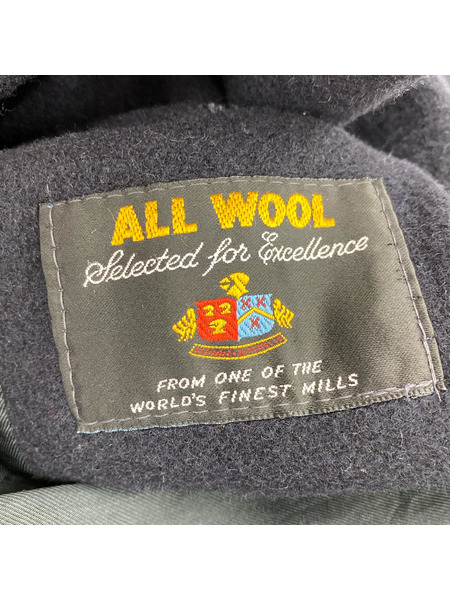 ALL WOOL
Selected for Excellence
FROM ONE OF THE
WORLD'S FINEST MILLS